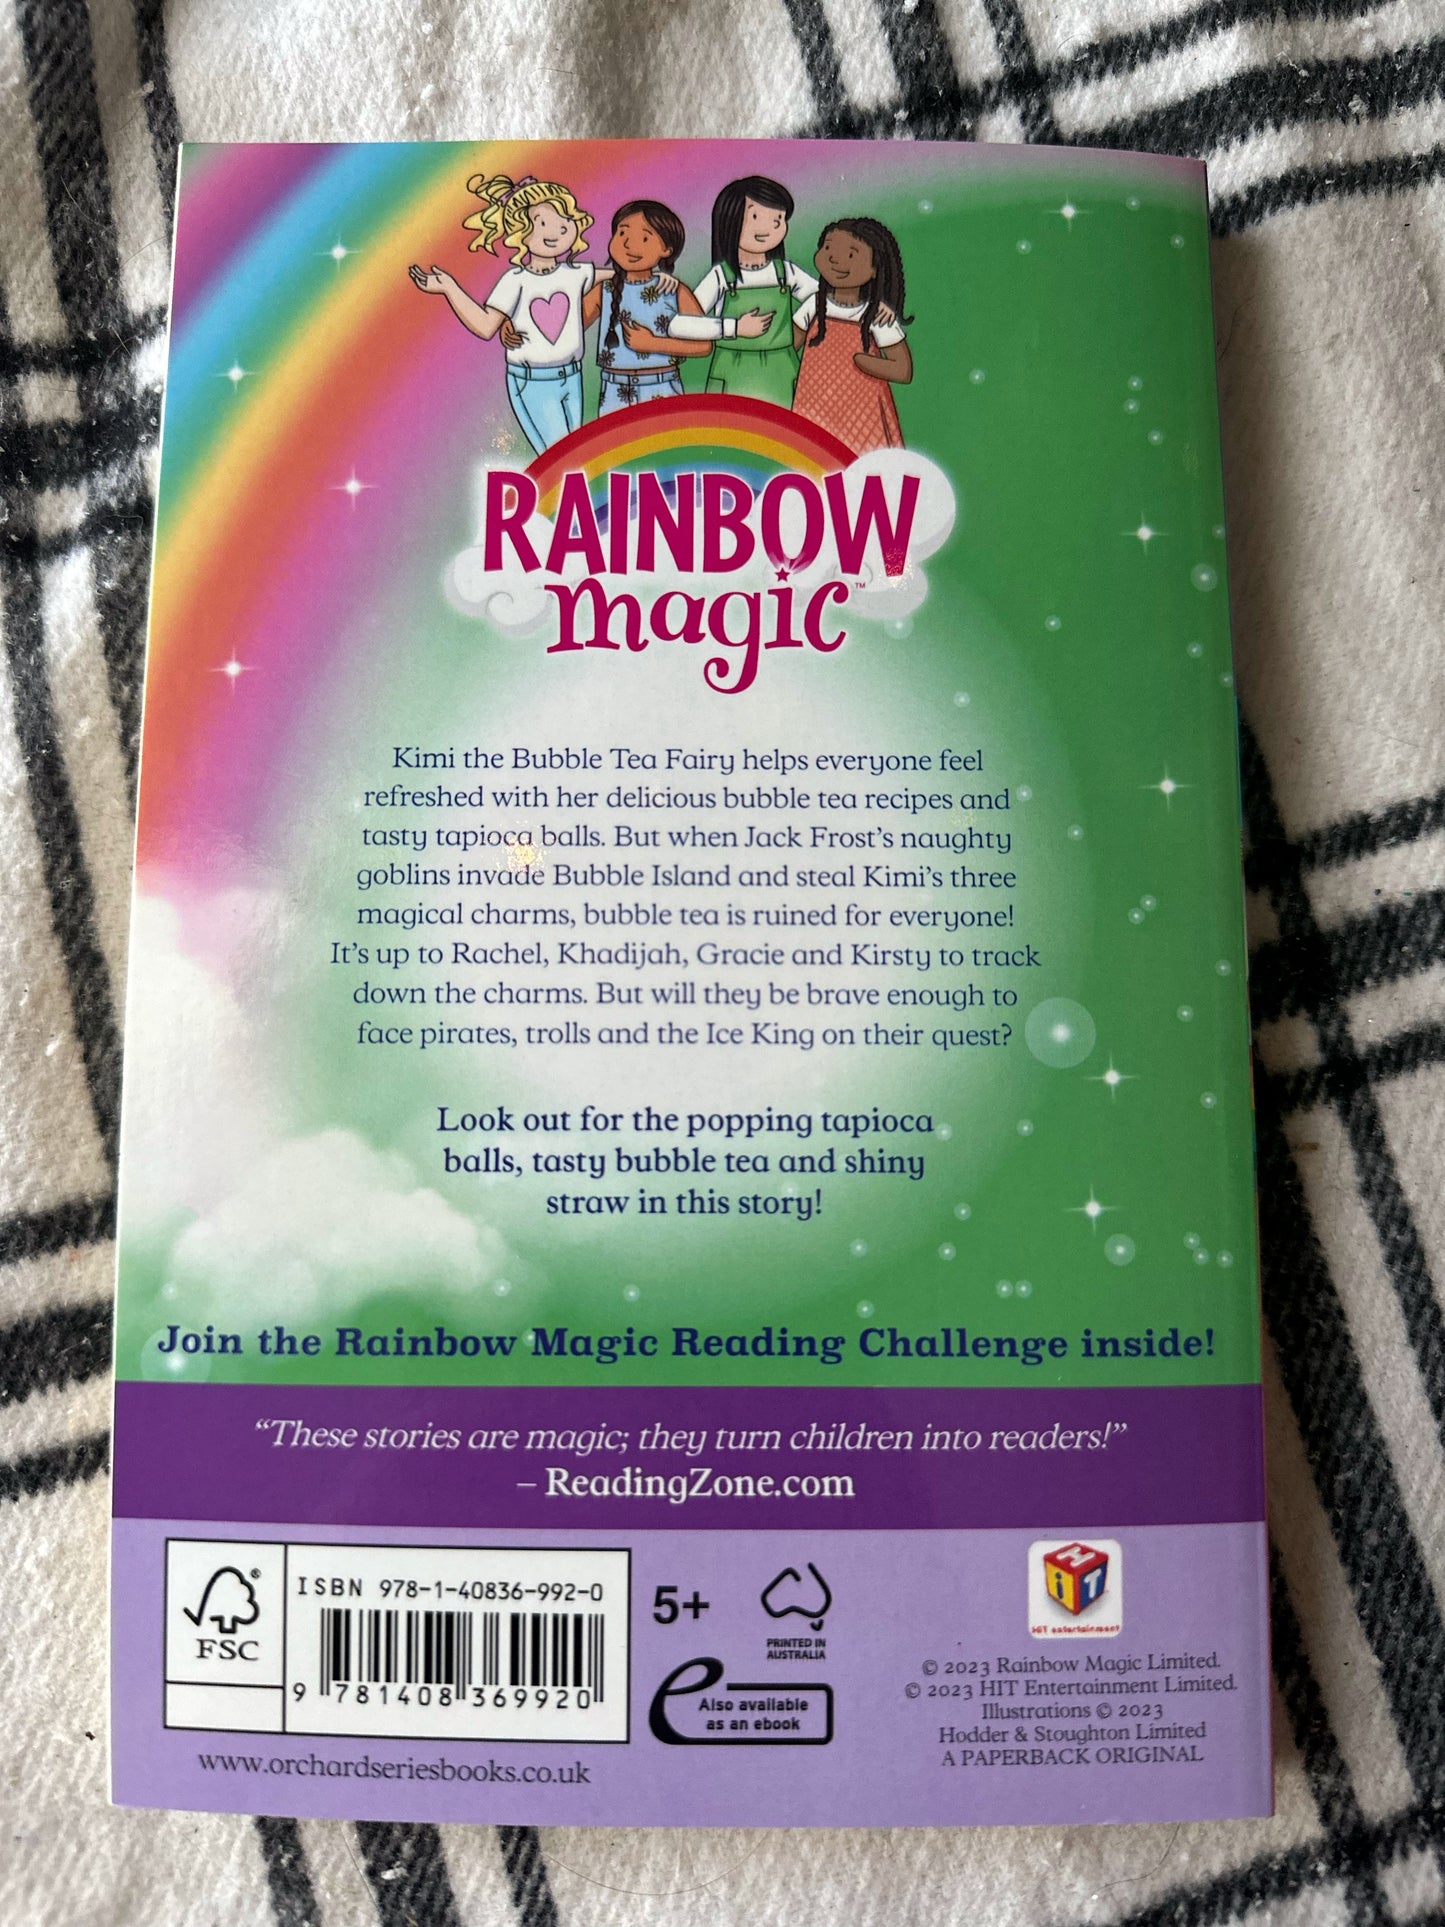 RAINBOW
magic™
Kimi the Bubble Tea Fairy helps everyone feel
refreshed with her delicious bubble tea recipes and
tasty tapioca balls. But when Jack Frost’s naughty
goblins invade Bubble Island and steal Kimi’s three
magical charms, bubble tea is ruined for everyone!
It’s up to Rachel, Khadijah, Gracie and Kirsty to track
down the charms. But will they be brave enough to
face pirates, trolls and the Ice King on their quest?
Look out for the popping tapioca
balls, tasty bubble tea and shiny
straw in this story!
Join the Rainbow Magic Reading Challenge inside!
“These stories are magic; they turn children into readers!”
– ReadingZone.com
FSC®
ISBN 978-1-40836-992-0
9 781408 369920
www.orchardseriesbooks.co.uk
5+
PRINTED IN
AUSTRALIA
e
Also available
as an ebook
HiT
HiT entertainment
© 2023 Rainbow Magic Limited.
© 2023 HIT Entertainment Limited.
Illustrations © 2023
Hodder & Stoughton Limited
A PAPERBACK ORIGINAL